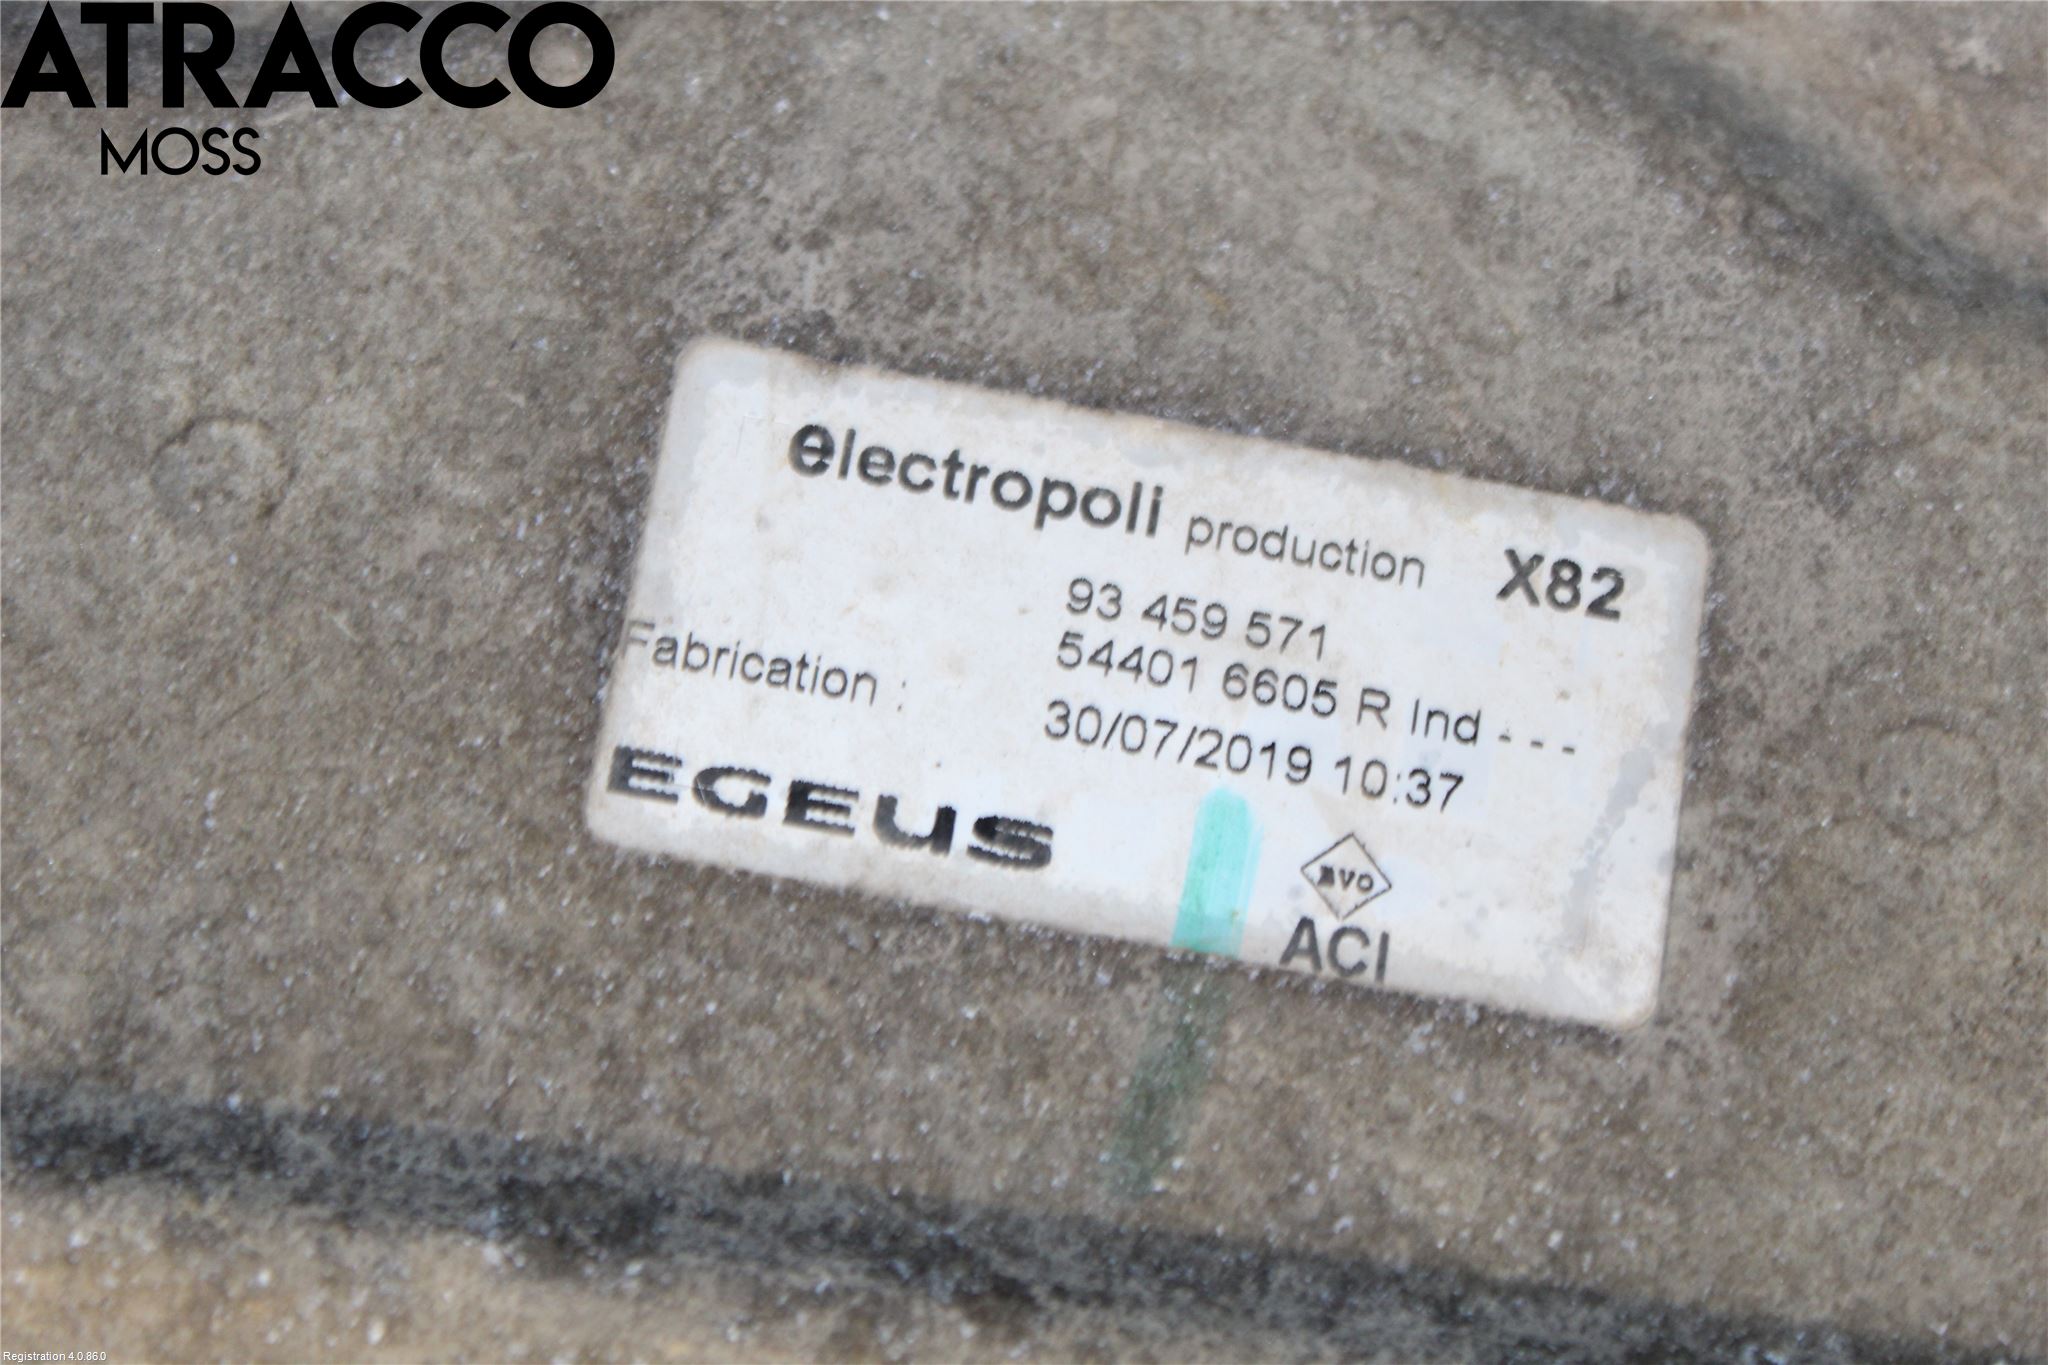 ATRACCO
MOSS
electropoli production X82
93 459 571
54401 6605 R Ind - - -
Fabrication : 30/07/2019 10:37
EGEUS
EVO
ACI
Registration 4.0.86.0